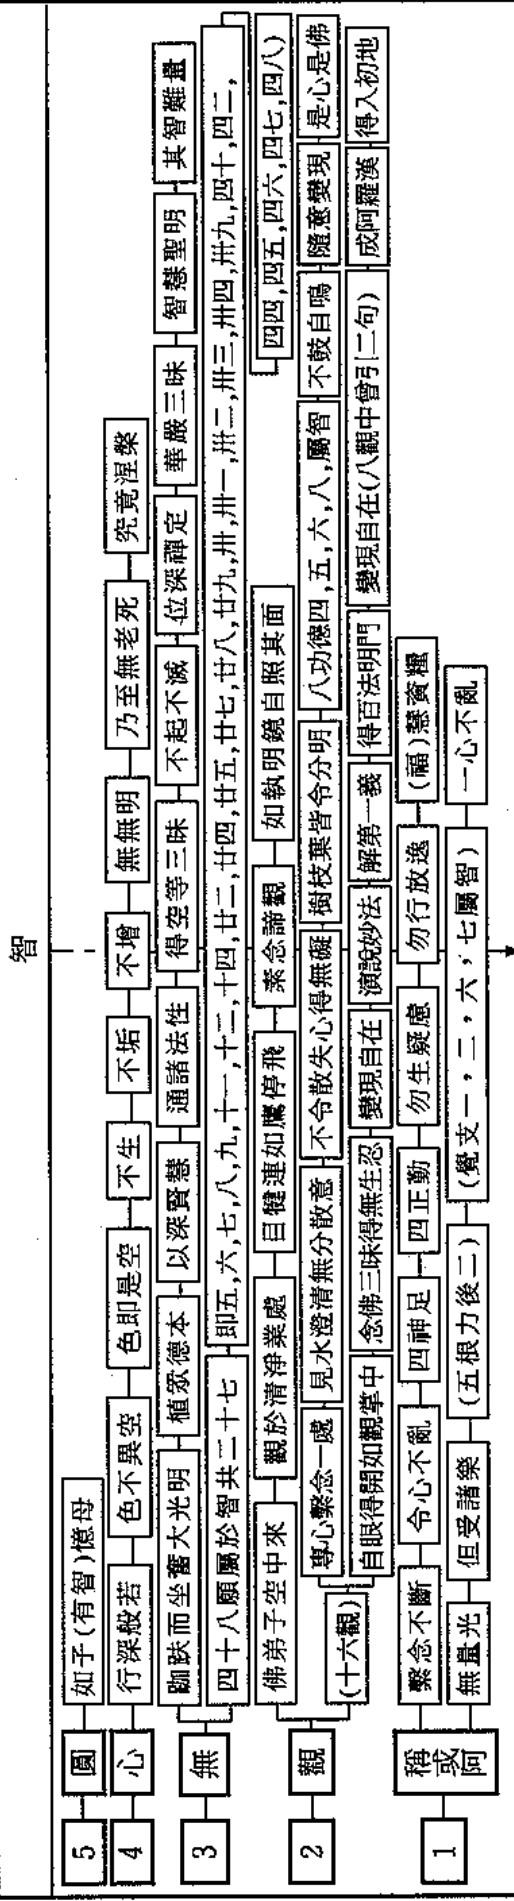 智
5 圓 如子(有智)憶母
4 心 行深般若 色不異空 色即是空 不生 不垢 不增 無無明 乃至無老死 究竟涅槃
3 無
跏趺而坐奮大光明 植眾德本 以深賢慧 通諸法性 得空等三昧 不起不滅 位深禪定 華嚴三昧 智慧聖明 其智難量
四十八願屬於智共二十七 即五,六,七,八,九,十一,十二,十四,廿二,廿四,廿五,廿七,廿八,廿九,卅,卅一,卅二,卅三,卅四,卅九,四十,四二,
四四,四五,四六,四七,四八)
2 觀
佛弟子空中來 觀於清淨業處 目犍連如鷹停飛 素念諦觀 如執明鏡自照其面
(十六觀)
專心繫念一處 見水澄清無分散意 不令散失心得無礙 樹枝葉皆令分明 八功德四,五,六,八,屬智 不鼓自鳴 隨意變現 是心是佛
自眼得開如觀掌中 念佛三昧得無生忍 變現自在 演說妙法 解第一義 得百法明門 變現自在(八觀中曾引二句) 成阿羅漢 得入初地
1 稱或阿
繫念不斷 令心不亂 四神足 四正勤 勿生疑慮 勿行放逸 (福)慧資糧
無量光 但受諸樂 (五根力後二) (覺支一,二,六,七屬智) 一心不亂